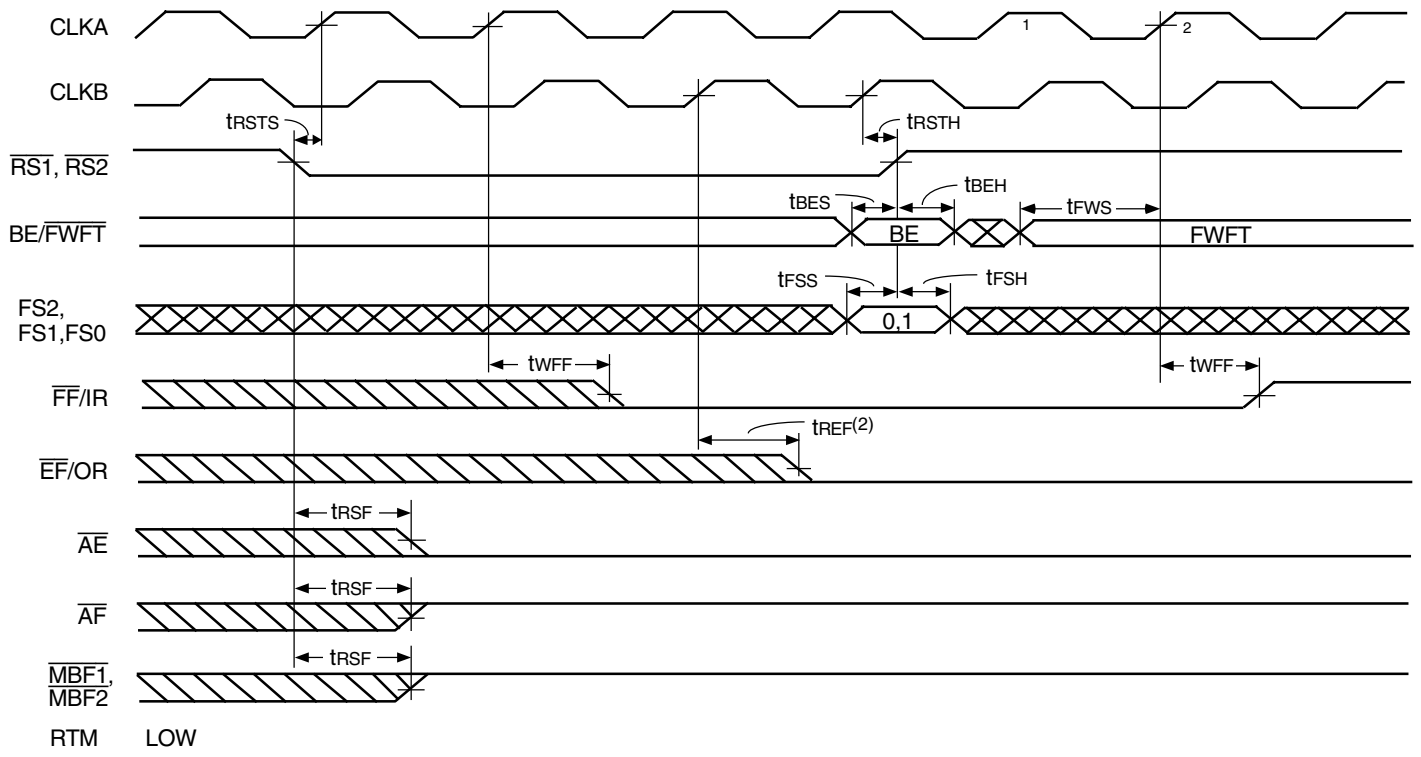 CLKA
1
2
CLKB
tRSTS
tRSTH
RS1, RS2
tBES
tBEH
tFWS
BE/FWFT
BE
FWFT
tFSS
tFSH
FS2,
FS1,FS0
0,1
tWFF
tWFF
FF/IR
tREF(2)
EF/OR
tRSF
AE
tRSF
AF
tRSF
MBF1,
MBF2
RTM LOW